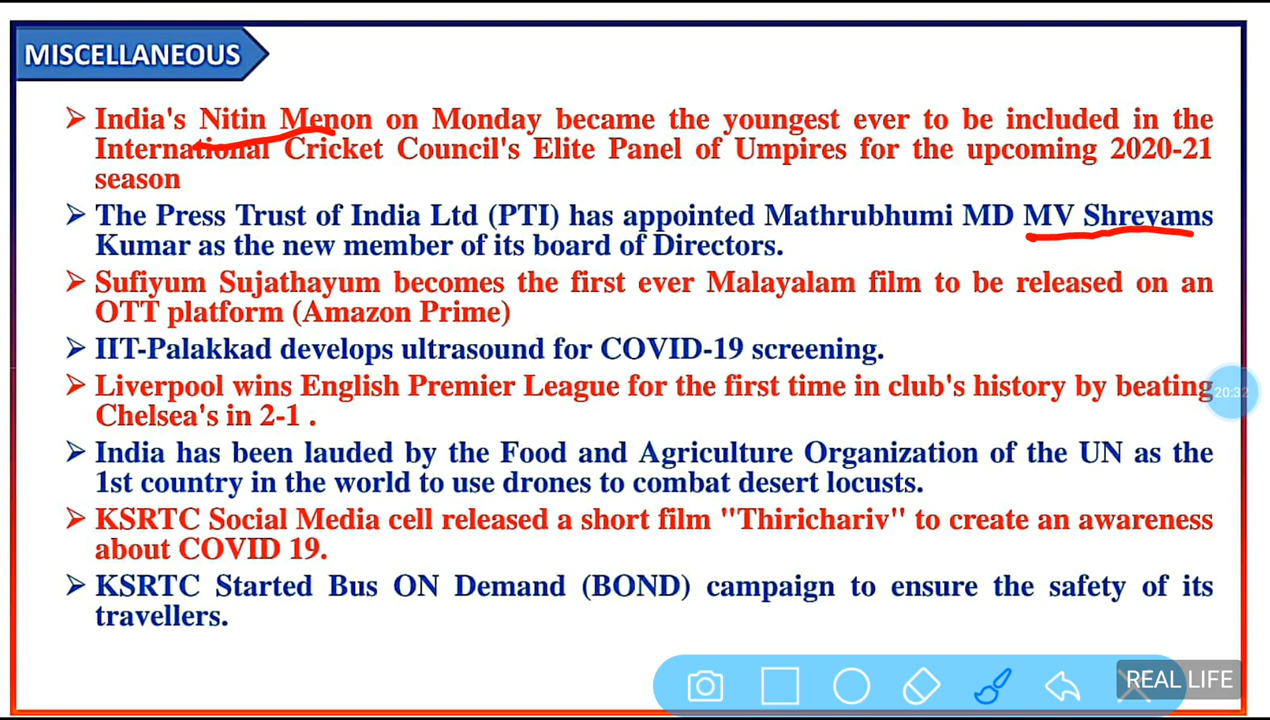 MISCELLANEOUS
➢ India's Nitin Menon on Monday became the youngest ever to be included in the
International Cricket Council's Elite Panel of Umpires for the upcoming 2020-21
season
➢ The Press Trust of India Ltd (PTI) has appointed Mathrubhumi MD MV Shreyams
Kumar as the new member of its board of Directors.
➢ Sufiyum Sujathayum becomes the first ever Malayalam film to be released on an
OTT platform (Amazon Prime)
➢ IIT-Palakkad develops ultrasound for COVID-19 screening.
➢ Liverpool wins English Premier League for the first time in club's history by beating
Chelsea's in 2-1 .
20:32
➢ India has been lauded by the Food and Agriculture Organization of the UN as the
1st country in the world to use drones to combat desert locusts.
➢ KSRTC Social Media cell released a short film "Thirichariv" to create an awareness
about COVID 19.
➢ KSRTC Started Bus ON Demand (BOND) campaign to ensure the safety of its
travellers.
REAL LIFE